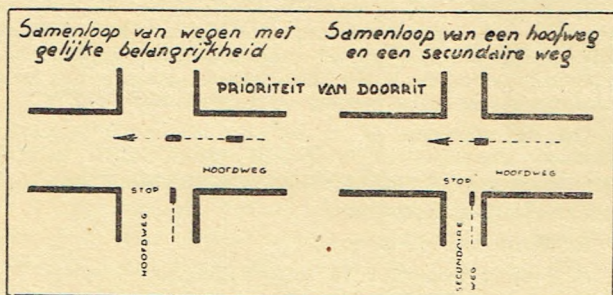 Samenloop van wegen met
gelijke belangrijkheid
Samenloop van een hoofweg
en een secundaire weg
PRIORITEIT VAN DOORRIT
HOOFDWEG
STOP
HOOFDWEG
HOOFDWEG
STOP
SECUNDAIRE
WEG